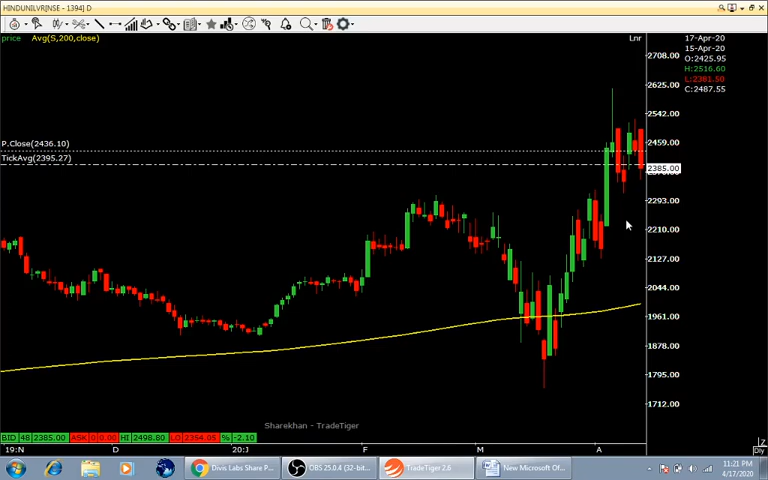 HINDUNILVR[NSE - 1394] D
price Avg(S,200,close)
Lnr
17-Apr-20
15-Apr-20
O:2425.95
H:2516.60
L:2381.50
C:2487.55
2708.00
2625.00
2542.00
P.Close(2436.10)
2459.00
TickAvg(2395.27)
2385.00
2293.00
2210.00
2127.00
2044.00
1961.00
1878.00
1795.00
1712.00
Sharekhan - TradeTiger
BID 48 2385.00 ASK 0 0.00 HI 2498.80 LO 2354.05 % -2.10
19:N D 20:J F M A Z
Dly
Divis Labs Share P...
OBS 25.0.4 (32-bit...
TradeTiger 2.6
New Microsoft Of...
11:21 PM
4/17/2020